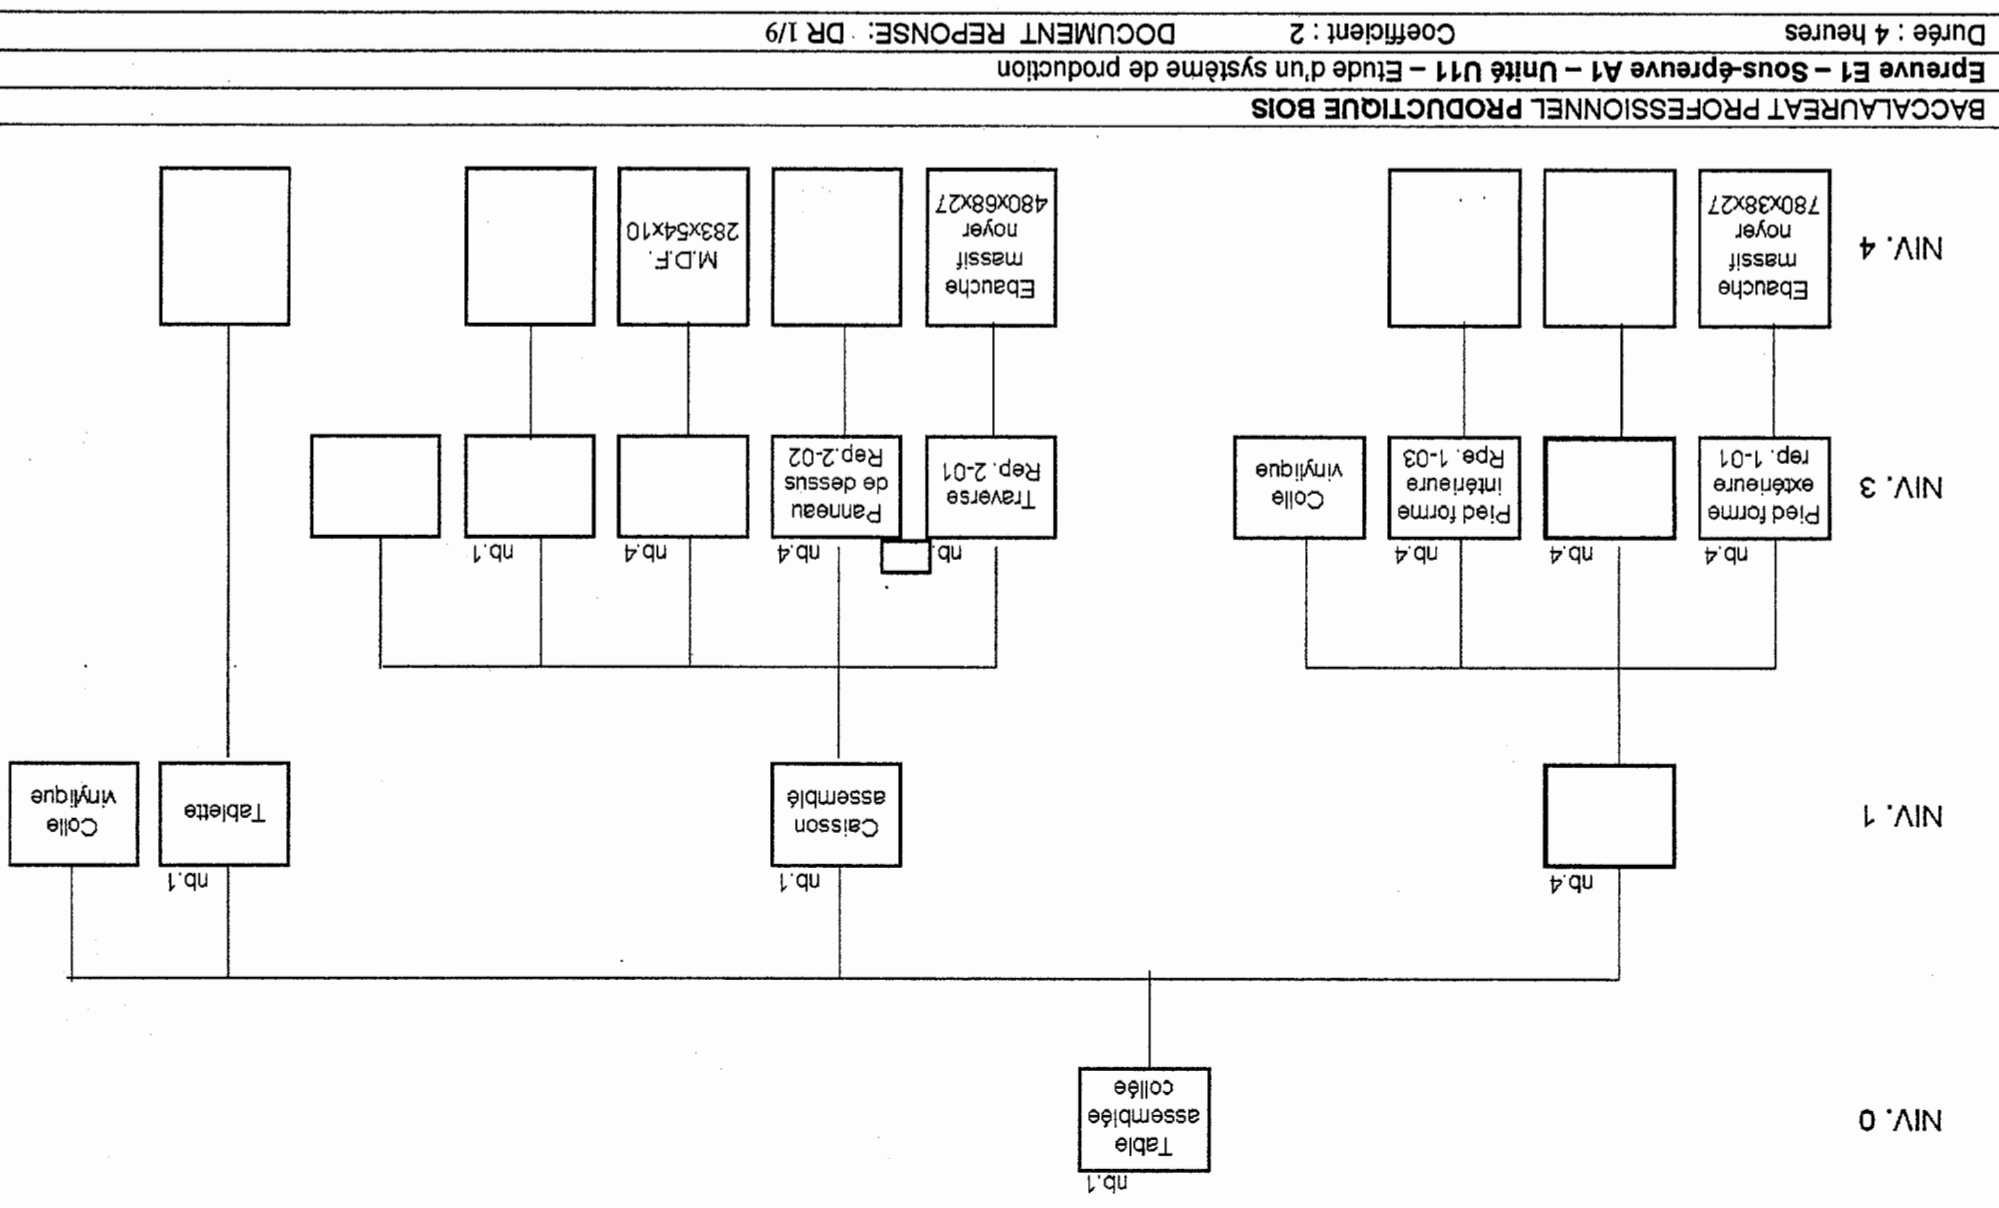 nb.1
Table
assemblée
collée
NIV. 0
nb.4
NIV. 1
nb.1
Caisson
assemblé
nb.1
Tablette
Colle
vinylique
NIV. 3
nb.4
Pied forme
extérieure
rep. 1-01
nb.4
nb.4
Pied forme
intérieure
Rpe. 1-03
Colle
vinylique
nb.
Traverse
Rep. 2-01
nb.4
Panneau
de dessus
Rep.2-02
nb.4
nb.1
NIV. 4
Ebauche
massif
noyer
780x38x27
Ebauche
massif
noyer
480x68x27
M.D.F.
283x54x10
BACCALAUREAT PROFESSIONNEL PRODUCTIQUE BOIS
Epreuve E1 – Sous-épreuve A1 – Unité U11 – Etude d'un système de production
Durée : 4 heures Coefficient : 2 DOCUMENT REPONSE: DR 1/9